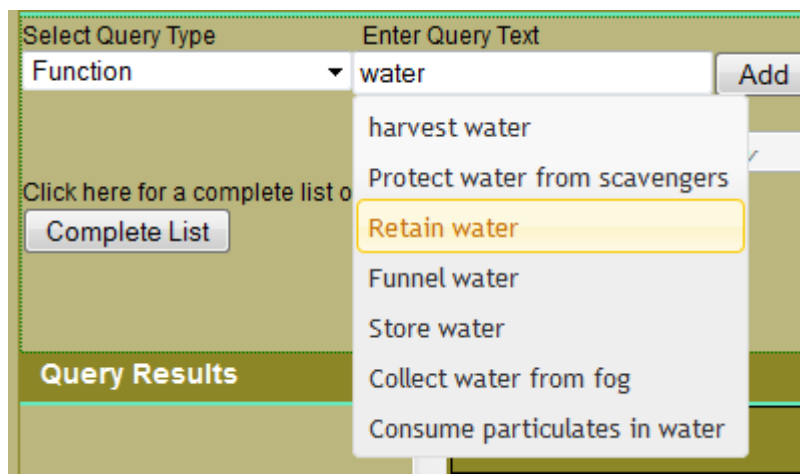 Select Query Type
Enter Query Text
Function
water
Add
harvest water
Protect water from scavengers
Click here for a complete list o
Complete List
Retain water
Funnel water
Store water
Query Results
Collect water from fog
Consume particulates in water